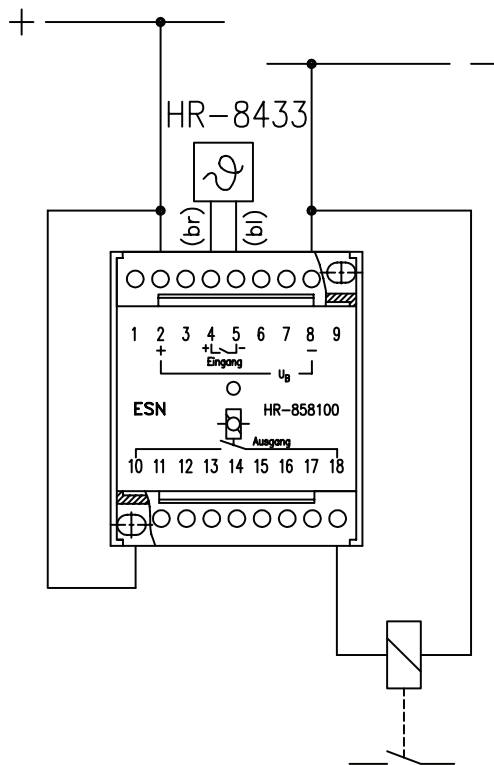 +
−
HR-8433
(br) (bl)
1 2 3 4 5 6 7 8 9
+ + − −
Eingang
U_B
ESN HR-858100
Ausgang
10 11 12 13 14 15 16 17 18